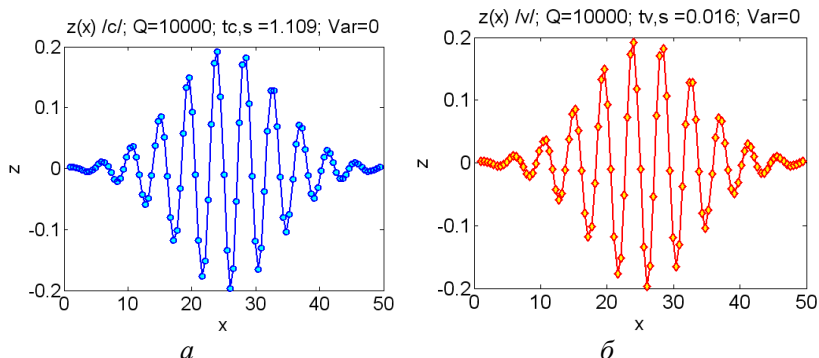 z(x) /c/; Q=10000; tc,s =1.109; Var=0
0.2
0.1
0
-0.1
-0.2
z
0 10 20 30 40 50
x
а
z(x) /v/; Q=10000; tv,s =0.016; Var=0
0.2
0.1
0
-0.1
-0.2
z
0 10 20 30 40 50
x
б